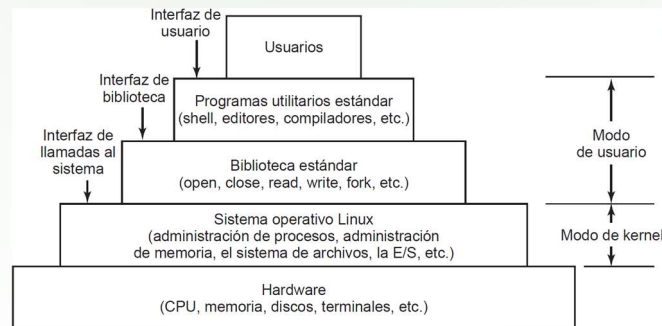 Interfaz
de usuario
Usuarios
Interfaz de
biblioteca
Programas utilitarios estándar
(shell, editores, compiladores, etc.)
Interfaz de
llamadas al
sistema
Biblioteca estándar
(open, close, read, write, fork, etc.)
Modo
de usuario
Sistema operativo Linux
(administración de procesos, administración
de memoria, el sistema de archivos, la E/S, etc.)
Modo de kernel
Hardware
(CPU, memoria, discos, terminales, etc.)